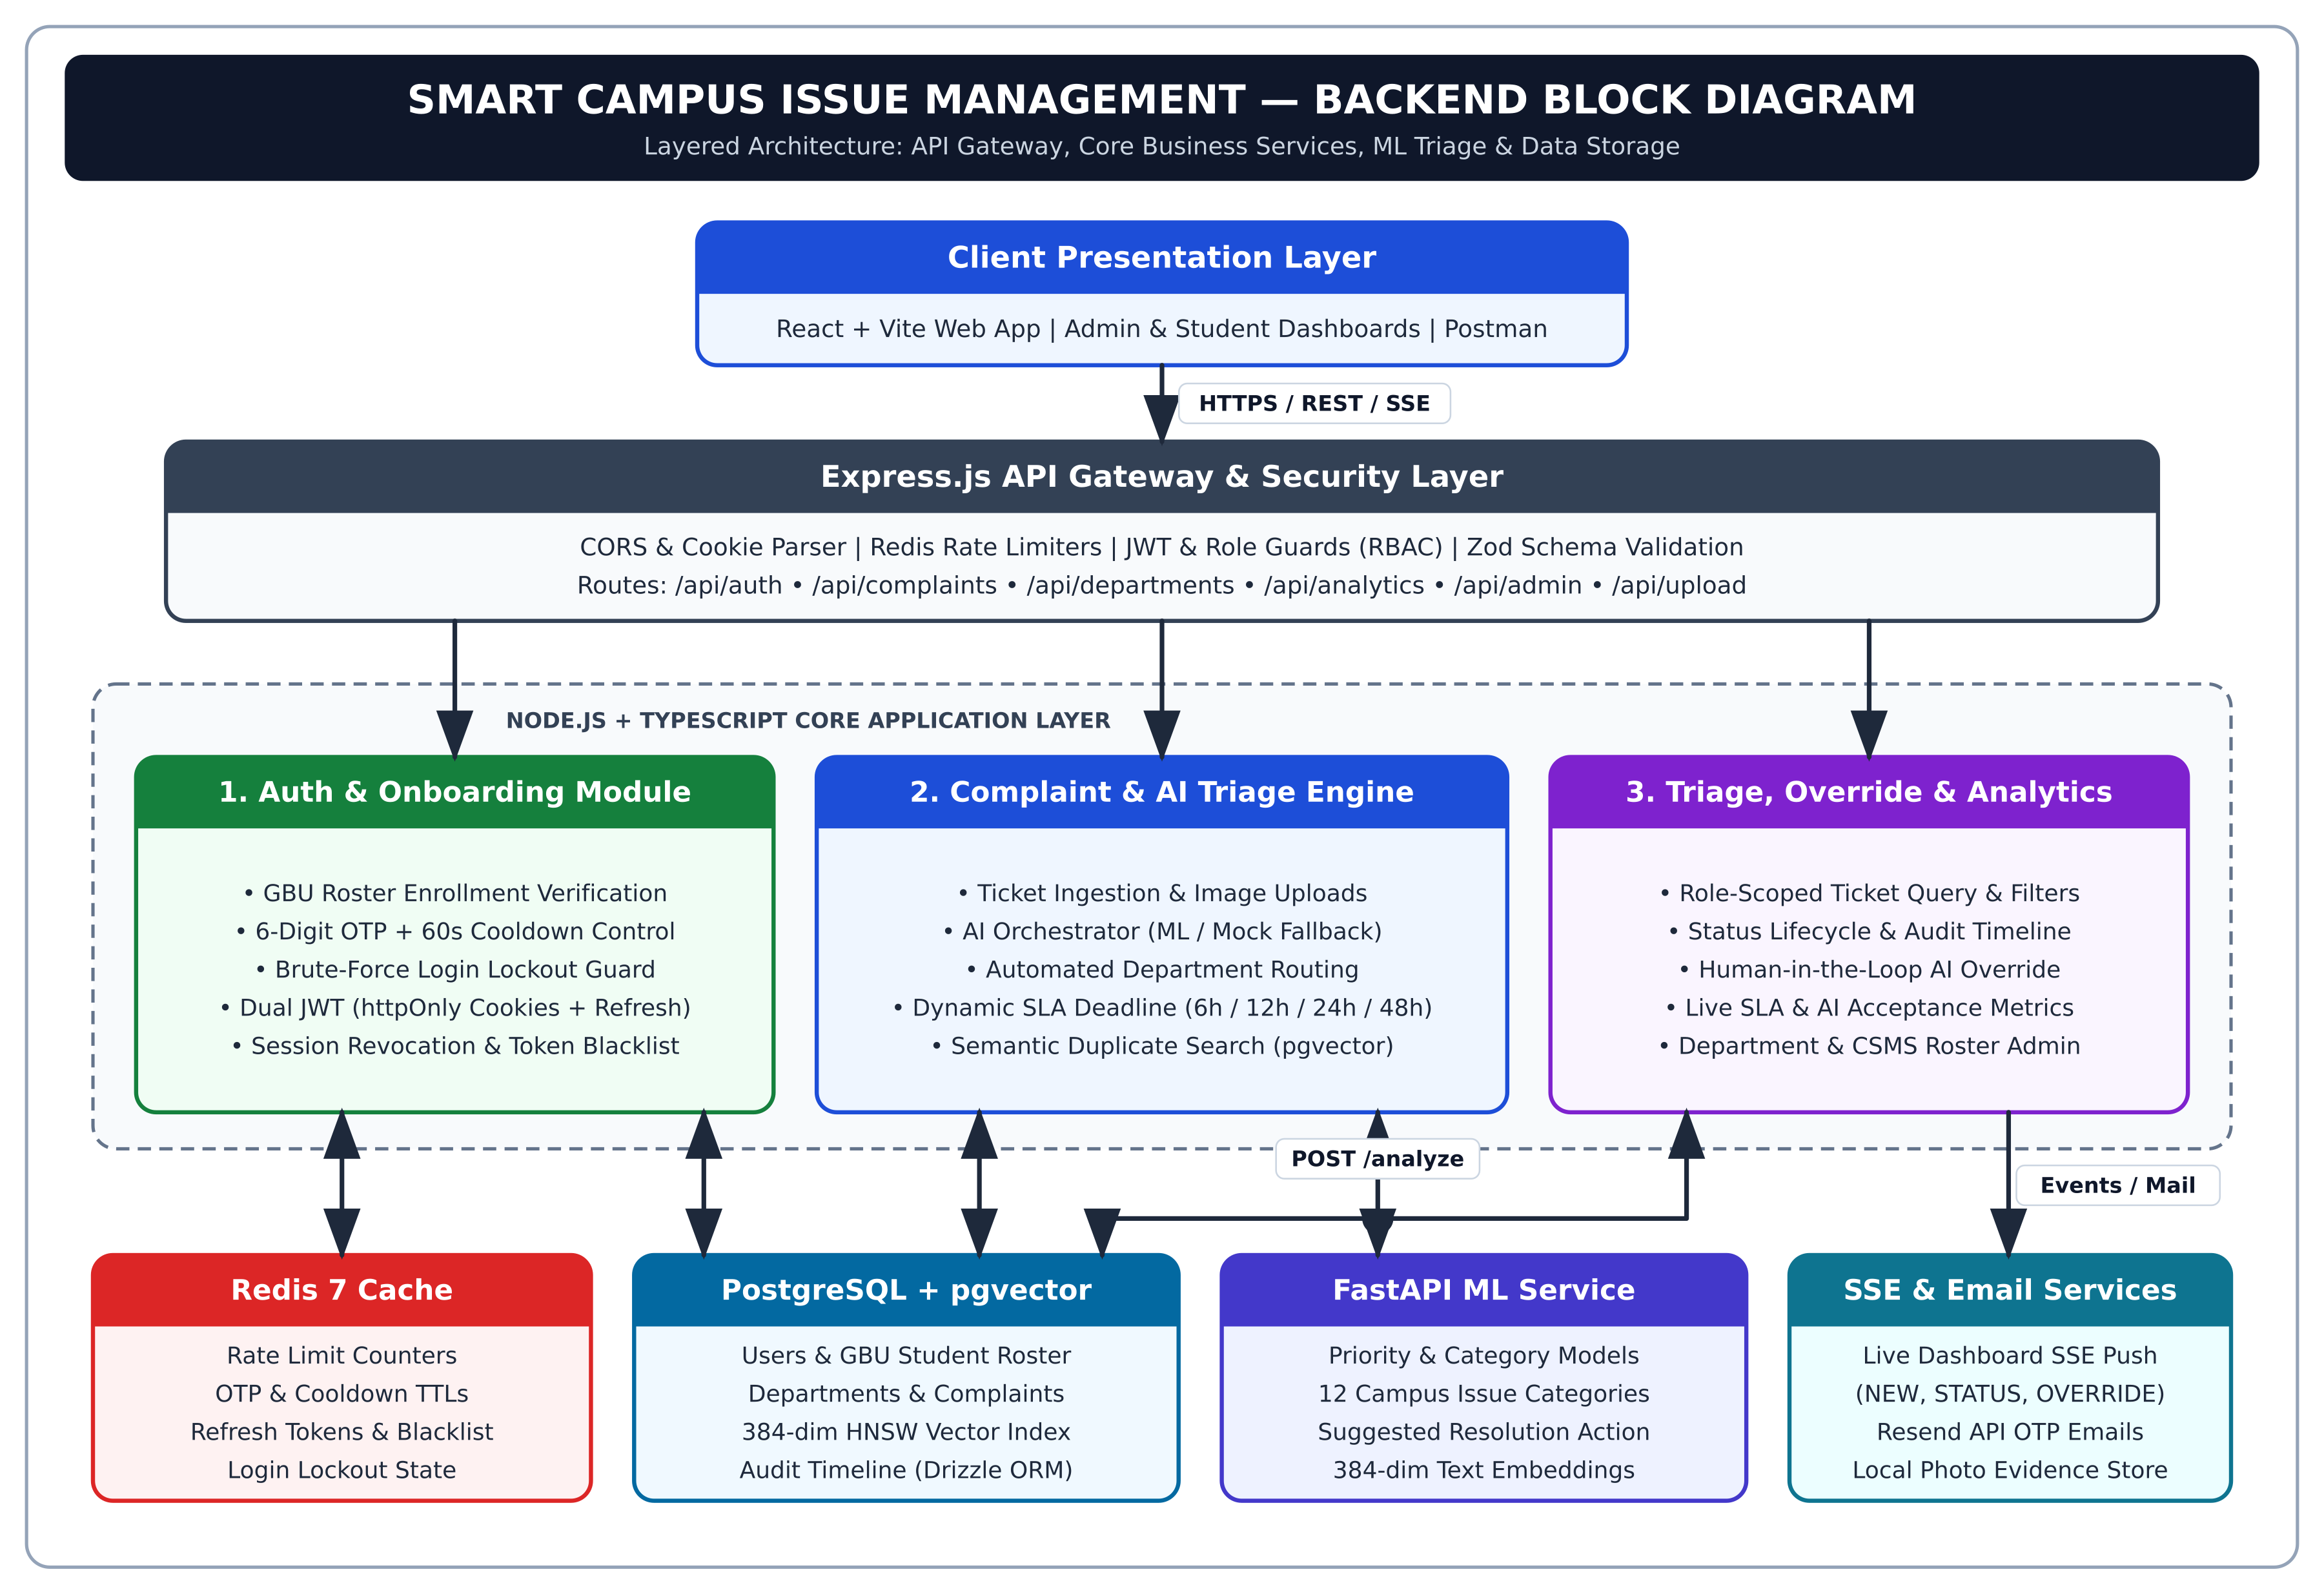 SMART CAMPUS ISSUE MANAGEMENT — BACKEND BLOCK DIAGRAM
Layered Architecture: API Gateway, Core Business Services, ML Triage & Data Storage
Client Presentation Layer
React + Vite Web App | Admin & Student Dashboards | Postman
HTTPS / REST / SSE
Express.js API Gateway & Security Layer
CORS & Cookie Parser | Redis Rate Limiters | JWT & Role Guards (RBAC) | Zod Schema Validation
Routes: /api/auth • /api/complaints • /api/departments • /api/analytics • /api/admin • /api/upload
NODE.JS + TYPESCRIPT CORE APPLICATION LAYER
1. Auth & Onboarding Module
• GBU Roster Enrollment Verification
• 6-Digit OTP + 60s Cooldown Control
• Brute-Force Login Lockout Guard
• Dual JWT (httpOnly Cookies + Refresh)
• Session Revocation & Token Blacklist
2. Complaint & AI Triage Engine
• Ticket Ingestion & Image Uploads
• AI Orchestrator (ML / Mock Fallback)
• Automated Department Routing
• Dynamic SLA Deadline (6h / 12h / 24h / 48h)
• Semantic Duplicate Search (pgvector)
3. Triage, Override & Analytics
• Role-Scoped Ticket Query & Filters
• Status Lifecycle & Audit Timeline
• Human-in-the-Loop AI Override
• Live SLA & AI Acceptance Metrics
• Department & CSMS Roster Admin
POST /analyze
Events / Mail
Redis 7 Cache
Rate Limit Counters
OTP & Cooldown TTLs
Refresh Tokens & Blacklist
Login Lockout State
PostgreSQL + pgvector
Users & GBU Student Roster
Departments & Complaints
384-dim HNSW Vector Index
Audit Timeline (Drizzle ORM)
FastAPI ML Service
Priority & Category Models
12 Campus Issue Categories
Suggested Resolution Action
384-dim Text Embeddings
SSE & Email Services
Live Dashboard SSE Push
(NEW, STATUS, OVERRIDE)
Resend API OTP Emails
Local Photo Evidence Store